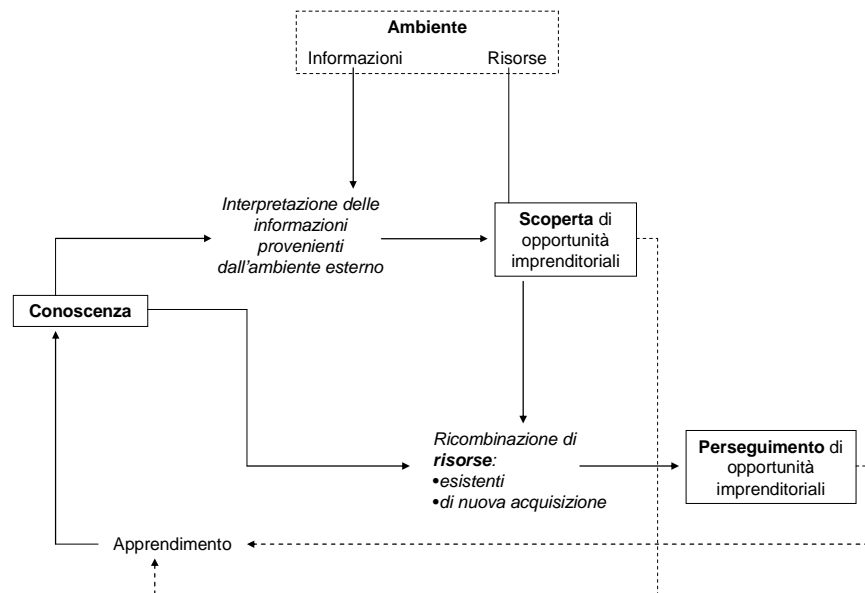 Ambiente
Informazioni Risorse
Interpretazione delle
informazioni
provenienti
dall'ambiente esterno
Scoperta di
opportunità
imprenditoriali
Conoscenza
Ricombinazione di
risorse:
•esistenti
•di nuova acquisizione
Perseguimento di
opportunità
imprenditoriali
Apprendimento